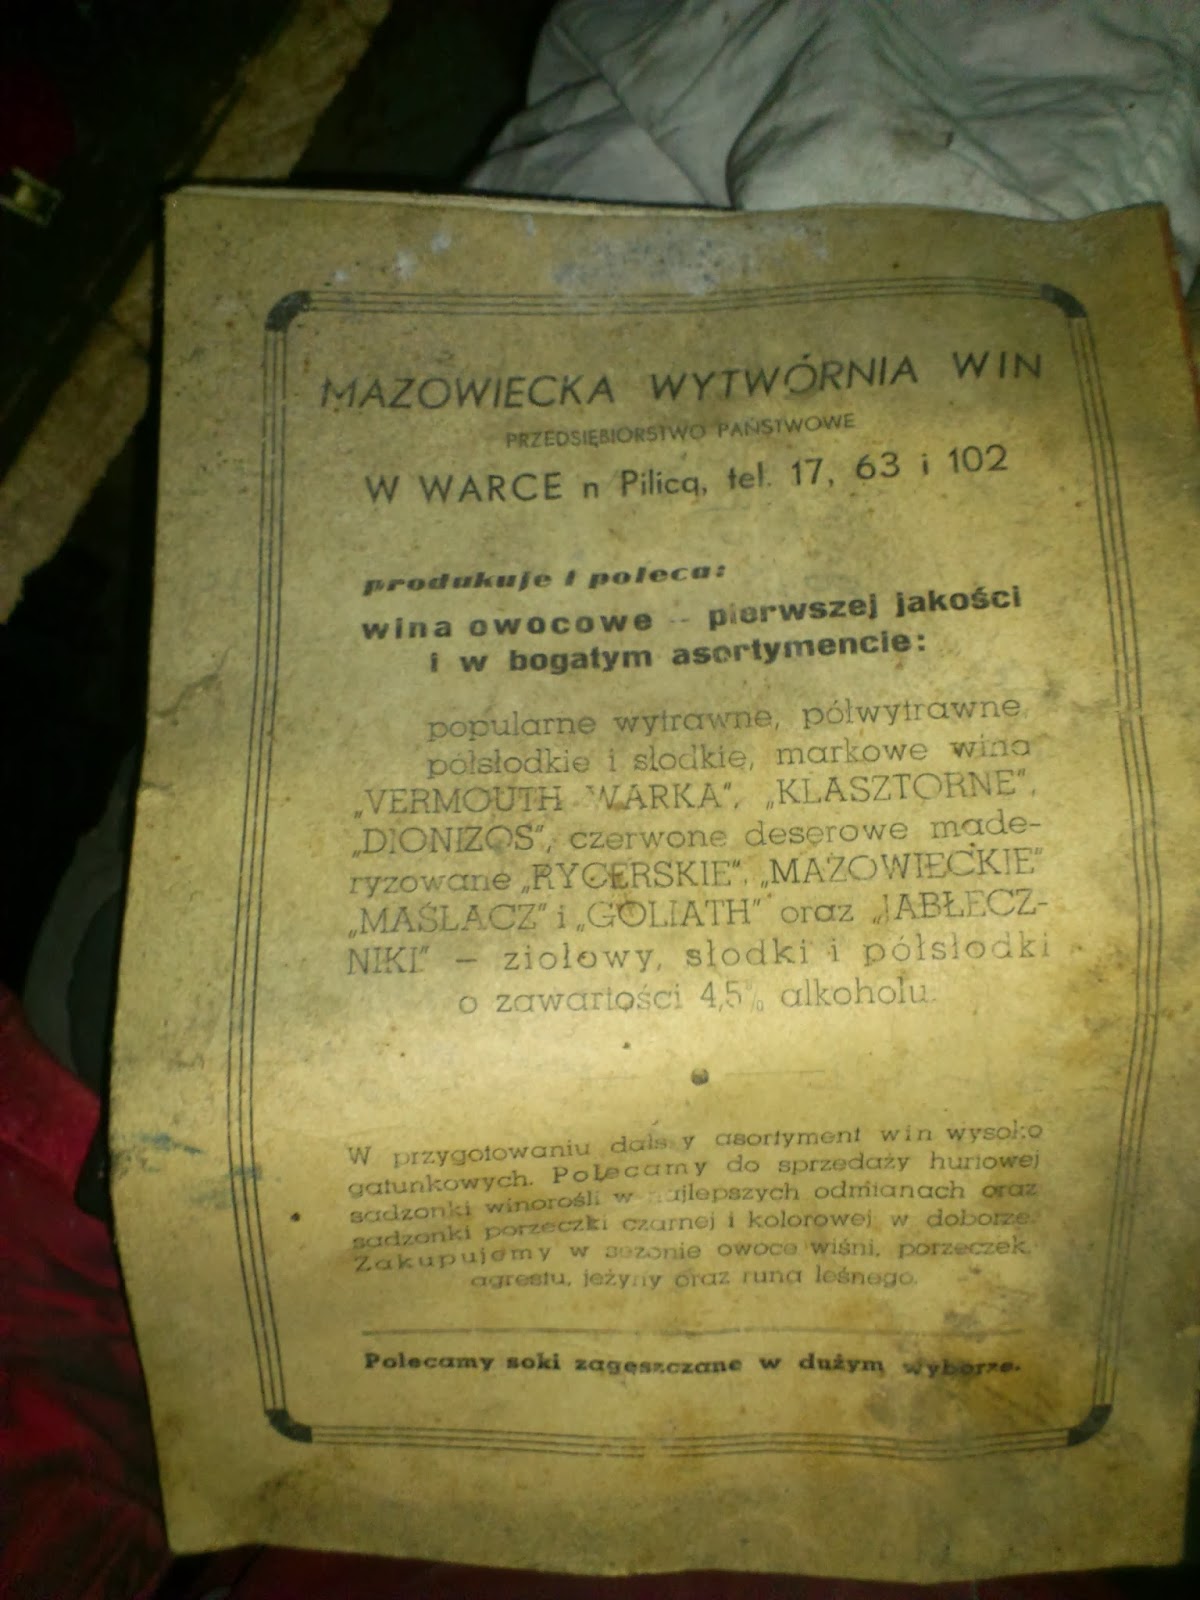 MAZOWIECKA WYTWÓRNIA WIN
PRZEDSIĘBIORSTWO PAŃSTWOWE
W WARCE n Pilicą, tel. 17, 63 i 102
produkuje i poleca:
wina owocowe – pierwszej jakości
i w bogatym asortymencie:
popularne wytrawne, półwytrawne,
półsłodkie i słodkie, markowe wina
„VERMOUTH WARKA”, „KLASZTORNE”,
„DIONIZOS”, czerwone deserowe made-
ryzowane „RYCERSKIE”, „MAZOWIECKIE”
„MAŚLACZ” i „GOLIATH” oraz „JABŁECZ-
NIKI” – ziołowy, słodki i półsłodki
o zawartości 4,5% alkoholu.
W przygotowaniu dalszy asortyment win wysoko
gatunkowych. Polecamy do sprzedaży hurtowej
sadzonki winorośli w najlepszych odmianach oraz
sadzonki porzeczki czarnej i kolorowej w doborze.
Zakupujemy w sezonie owoce wiśni, porzeczek,
agrestu, jeżyny oraz runa leśnego.
Polecamy soki zagęszczane w dużym wyborze.